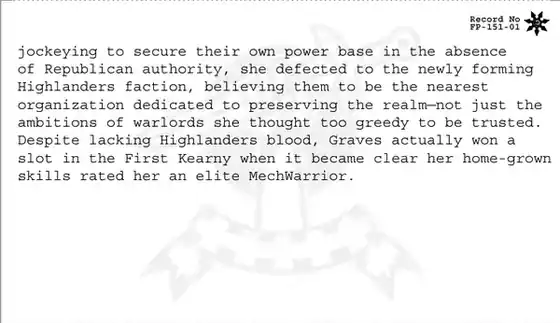 Record No
FP-151-01
jockeying to secure their own power base in the absence
of Republican authority, she defected to the newly forming
Highlanders faction, believing them to be the nearest
organization dedicated to preserving the realm—not just the
ambitions of warlords she thought too greedy to be trusted.
Despite lacking Highlanders blood, Graves actually won a
slot in the First Kearny when it became clear her home-grown
skills rated her an elite MechWarrior.